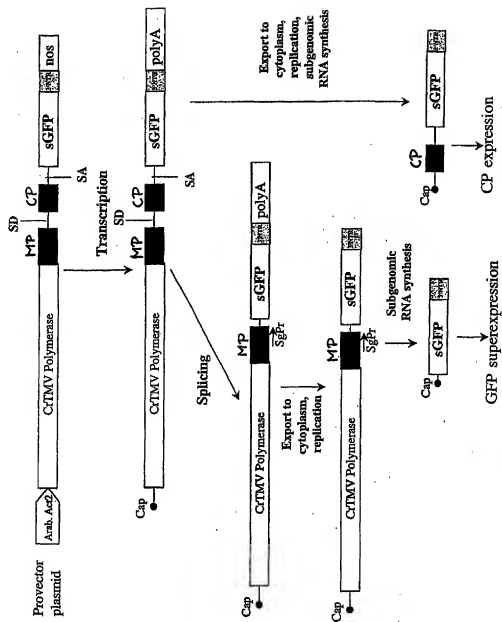 Provector
plasmid
Arab. Act2
CrTMV Polymerase
MP
SD
CP
SA
sGFP
nos
Transcription
Cap
CrTMV Polymerase
MP
SD
CP
SA
sGFP
polyA
Splicing
Export to
cytoplasm,
replication,
subgenomic
RNA synthesis
Cap
CrTMV Polymerase
MP
SgPr
sGFP
polyA
Export to
cytoplasm,
replication
Cap
CrTMV Polymerase
MP
SgPr
sGFP
Subgenomic
RNA synthesis
Cap
sGFP
GFP superexpression
Cap
CP
sGFP
CP expression